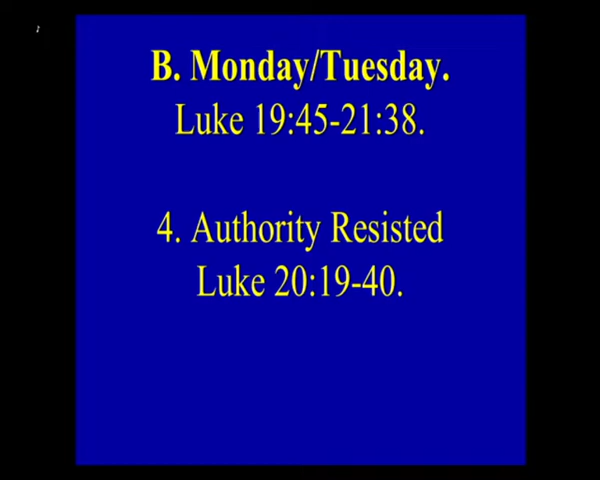 B. Monday/Tuesday.
Luke 19:45-21:38.
4. Authority Resisted
Luke 20:19-40.